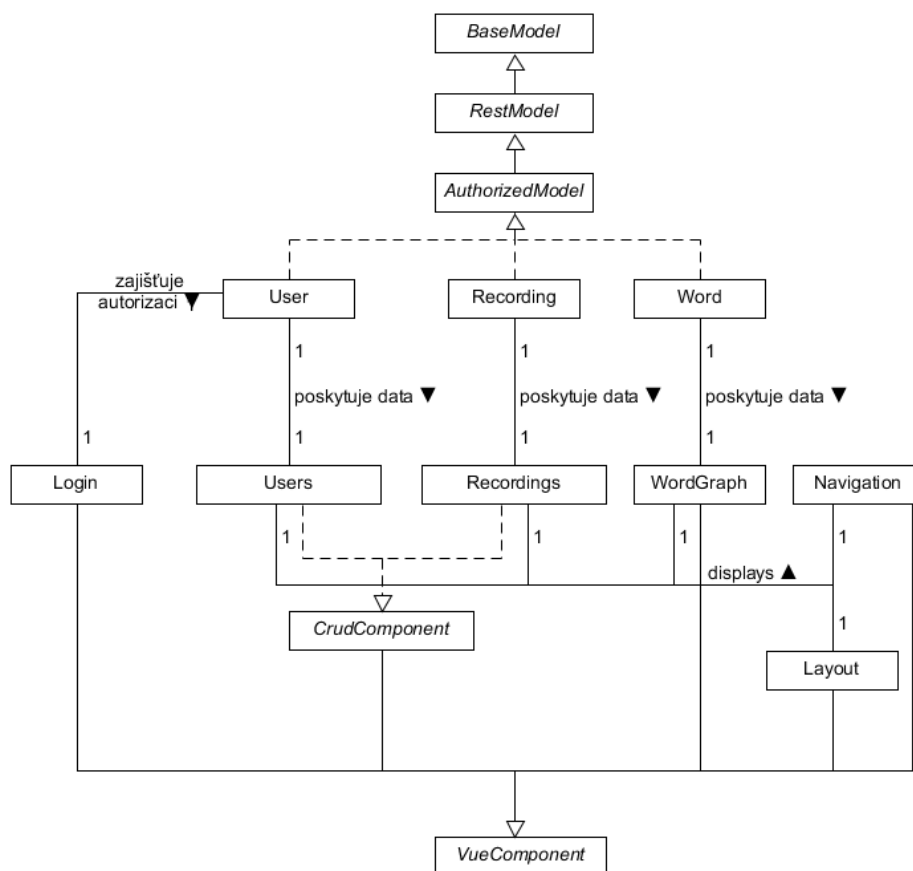 BaseModel
RestModel
AuthorizedModel
zajišťuje
autorizaci ▼
User
Recording
Word
1
1
1
poskytuje data ▼
poskytuje data ▼
poskytuje data ▼
1
1
1
1
Login
Users
Recordings
WordGraph
Navigation
1
1
1
1
displays ▲
CrudComponent
1
Layout
VueComponent